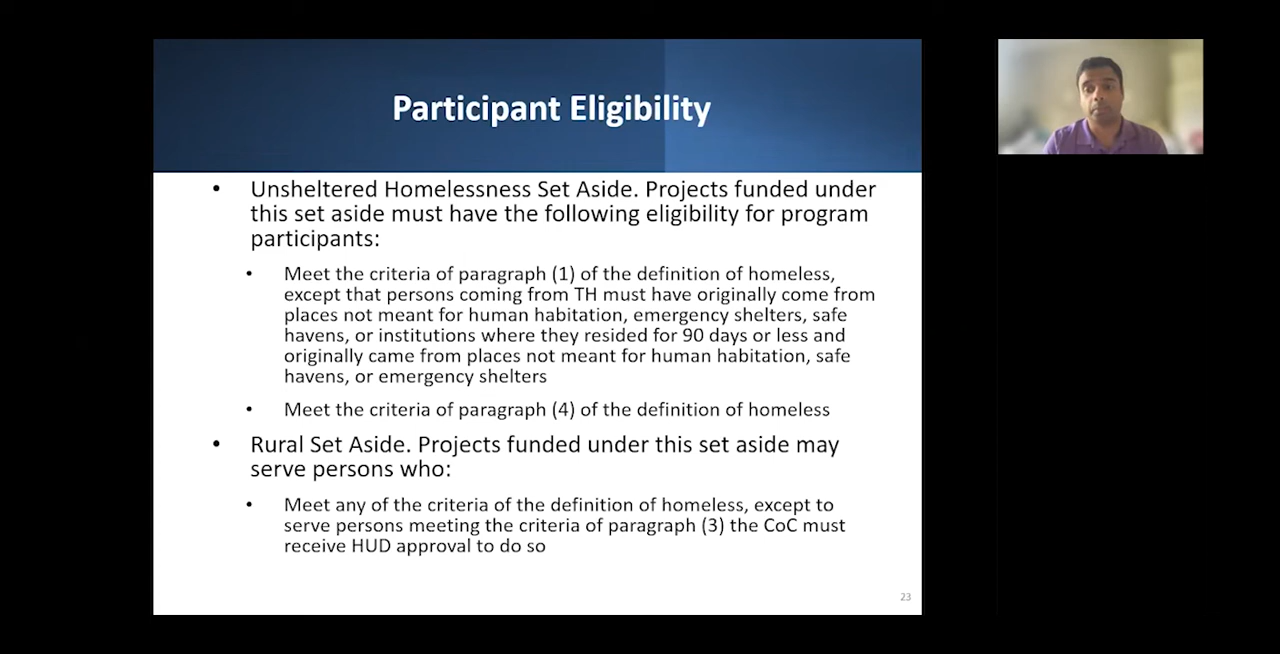 Participant Eligibility
• Unsheltered Homelessness Set Aside. Projects funded under
this set aside must have the following eligibility for program
participants:
• Meet the criteria of paragraph (1) of the definition of homeless,
except that persons coming from TH must have originally come from
places not meant for human habitation, emergency shelters, safe
havens, or institutions where they resided for 90 days or less and
originally came from places not meant for human habitation, safe
havens, or emergency shelters
• Meet the criteria of paragraph (4) of the definition of homeless
• Rural Set Aside. Projects funded under this set aside may
serve persons who:
• Meet any of the criteria of the definition of homeless, except to
serve persons meeting the criteria of paragraph (3) the CoC must
receive HUD approval to do so
23